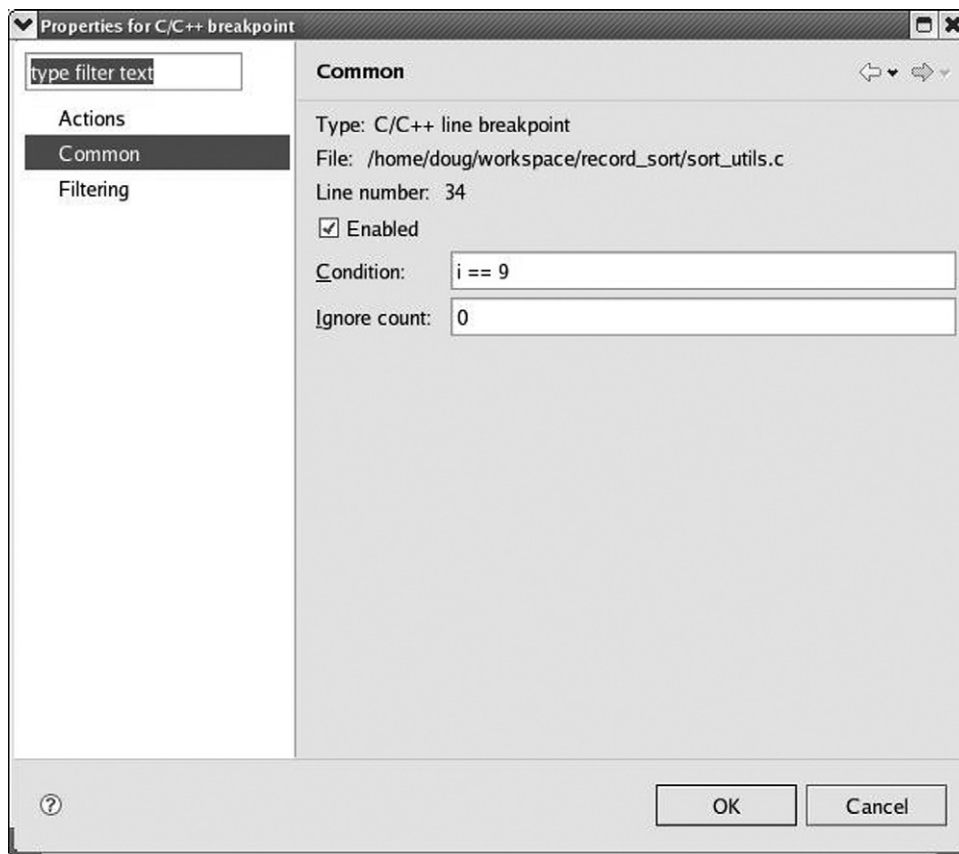 Properties for C/C++ breakpoint
type filter text
Actions
Common
Filtering
Common
Type: C/C++ line breakpoint
File: /home/doug/workspace/record_sort/sort_utils.c
Line number: 34
Enabled
Condition: i == 9
Ignore count: 0
OK
Cancel